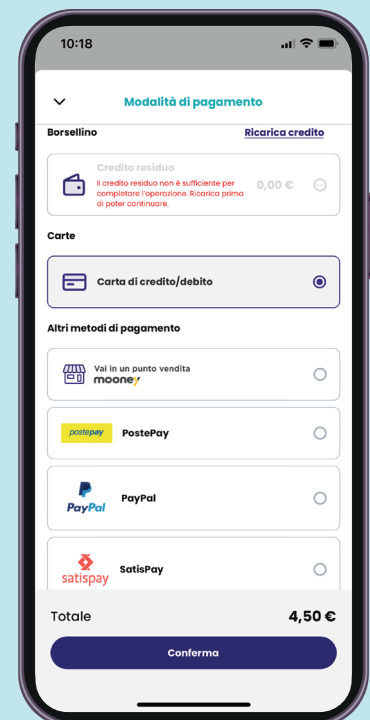 10:18
Modalità di pagamento
Borsellino
Ricarica credito
Credito residuo
Il credito residuo non è sufficiente per
completare l'operazione. Ricarica prima
di poter continuare.
0,00 €
Carte
Carta di credito/debito
Altri metodi di pagamento
Vai in un punto vendita
mooney
postepay
PostePay
PayPal
PayPal
satispay
SatisPay
Totale
4,50 €
Conferma